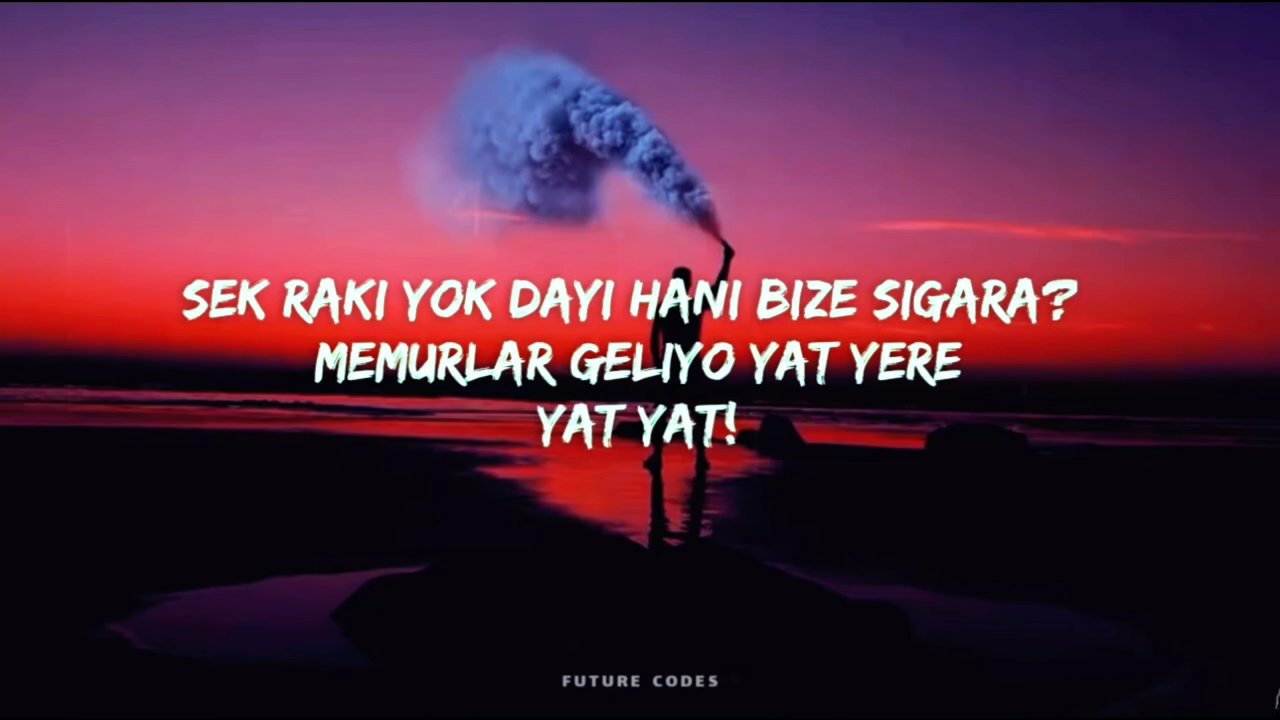 SEK RAKI YOK DAYI HANI BIZE SIGARA?
MEMURLAR GELIYO YAT YERE
YAT YAT!
FUTURE CODES